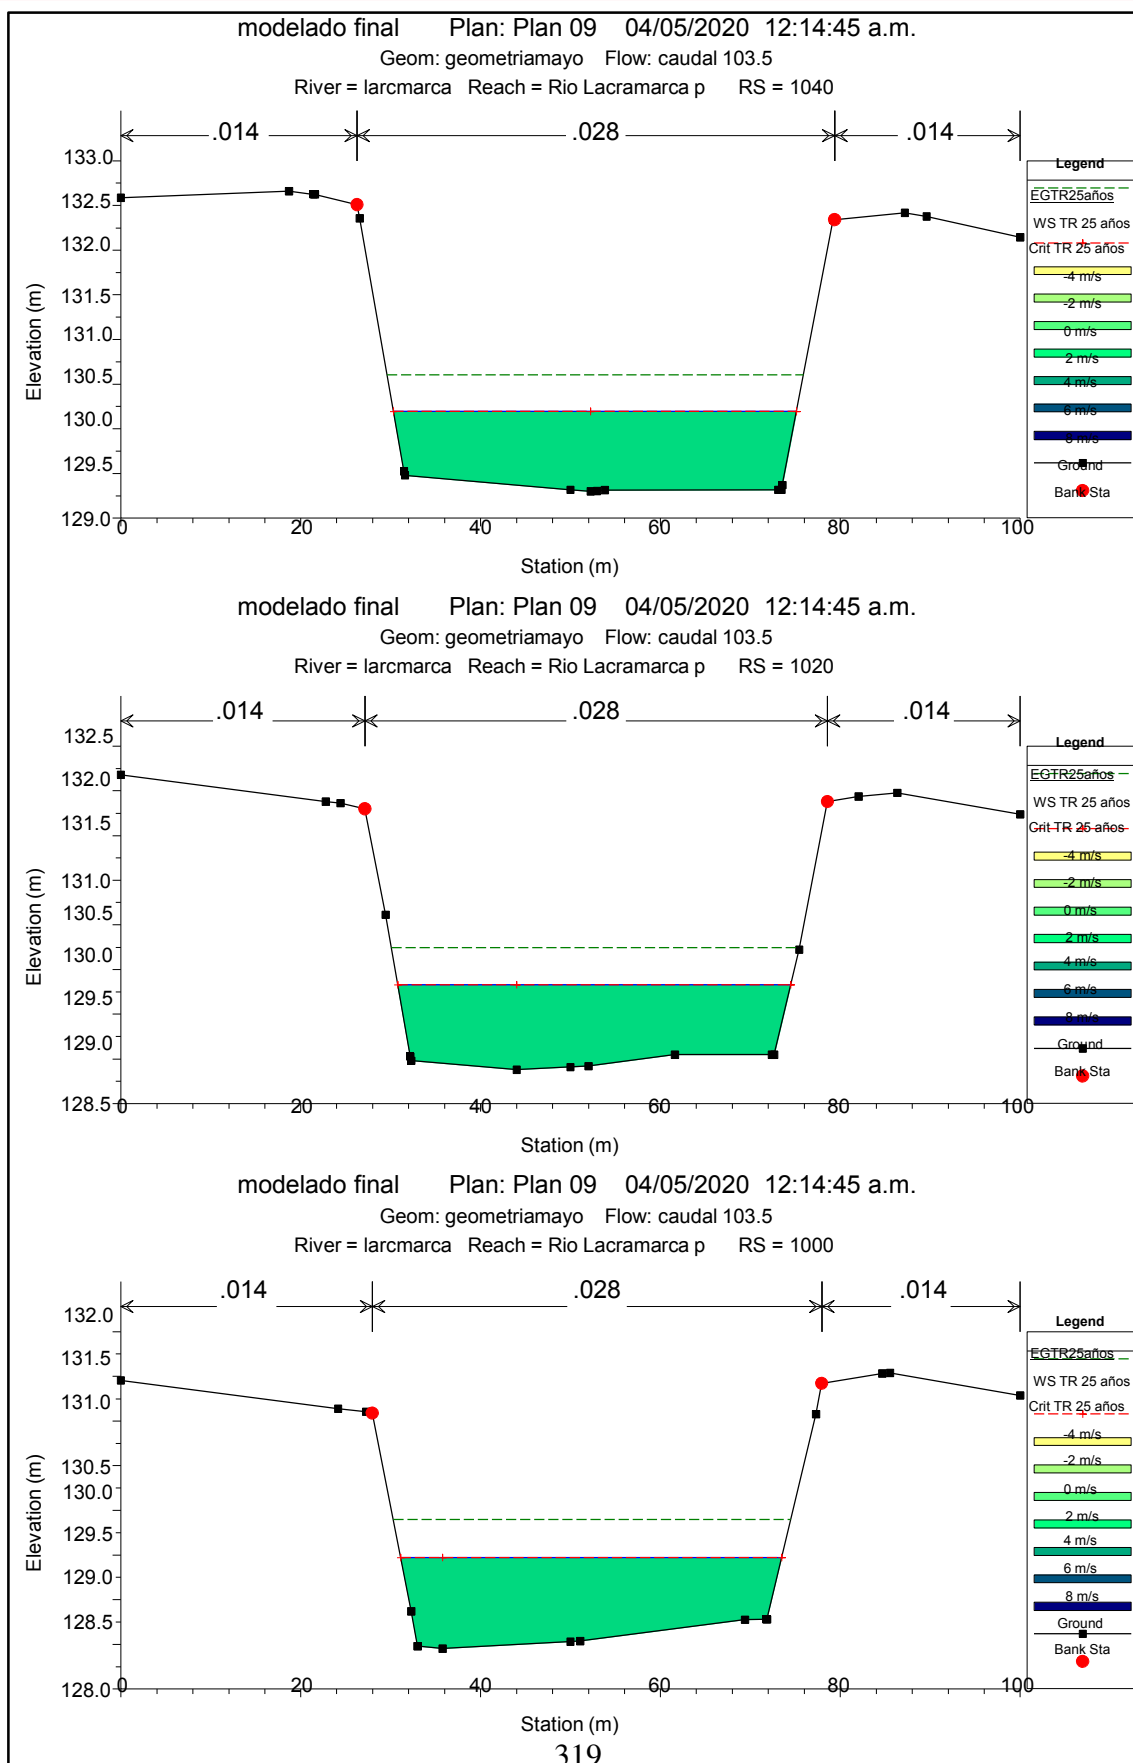 modelado final Plan: Plan 09 04/05/2020 12:14:45 a.m.
Geom: geometriamayo Flow: caudal 103.5
River = larcmarca Reach = Rio Lacramarca p RS = 1040
.014 .028 .014
133.0
132.5
132.0
131.5
131.0
130.5
130.0
129.5
129.0
Elevation (m)
0 20 40 60 80 100
Station (m)
Legend
EGTR25años
WS TR 25 años
Crit TR 25 años
-4 m/s
-2 m/s
0 m/s
2 m/s
4 m/s
6 m/s
8 m/s
Ground
Bank Sta
modelado final Plan: Plan 09 04/05/2020 12:14:45 a.m.
Geom: geometriamayo Flow: caudal 103.5
River = larcmarca Reach = Rio Lacramarca p RS = 1020
.014 .028 .014
132.5
132.0
131.5
131.0
130.5
130.0
129.5
129.0
128.5
Elevation (m)
0 20 40 60 80 100
Station (m)
Legend
EGTR25años
WS TR 25 años
Crit TR 25 años
-4 m/s
-2 m/s
0 m/s
2 m/s
4 m/s
6 m/s
8 m/s
Ground
Bank Sta
modelado final Plan: Plan 09 04/05/2020 12:14:45 a.m.
Geom: geometriamayo Flow: caudal 103.5
River = larcmarca Reach = Rio Lacramarca p RS = 1000
.014 .028 .014
132.0
131.5
131.0
130.5
130.0
129.5
129.0
128.5
128.0
Elevation (m)
0 20 40 60 80 100
Station (m)
Legend
EGTR25años
WS TR 25 años
Crit TR 25 años
-4 m/s
-2 m/s
0 m/s
2 m/s
4 m/s
6 m/s
8 m/s
Ground
Bank Sta
319